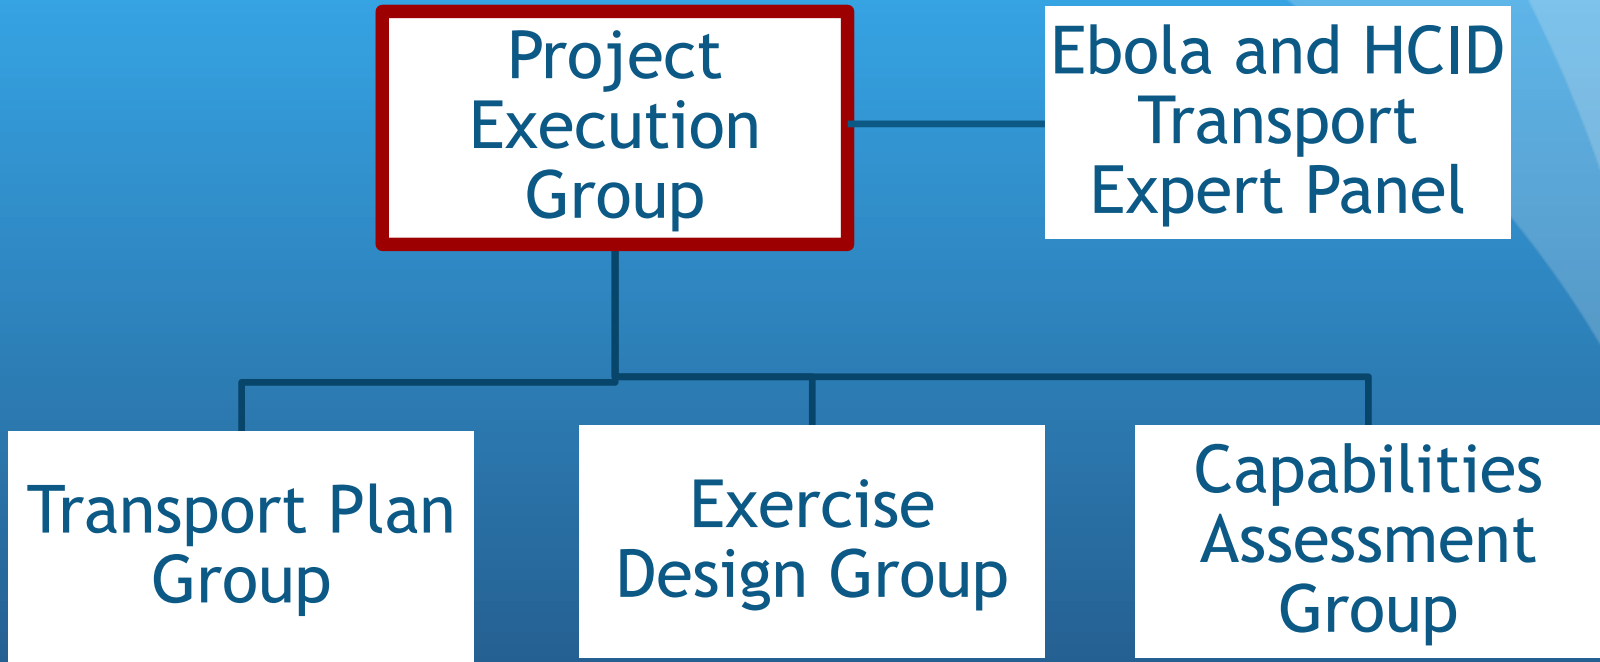 Project
Execution
Group
Ebola and HCID
Transport
Expert Panel
Transport Plan
Group
Exercise
Design Group
Capabilities
Assessment
Group